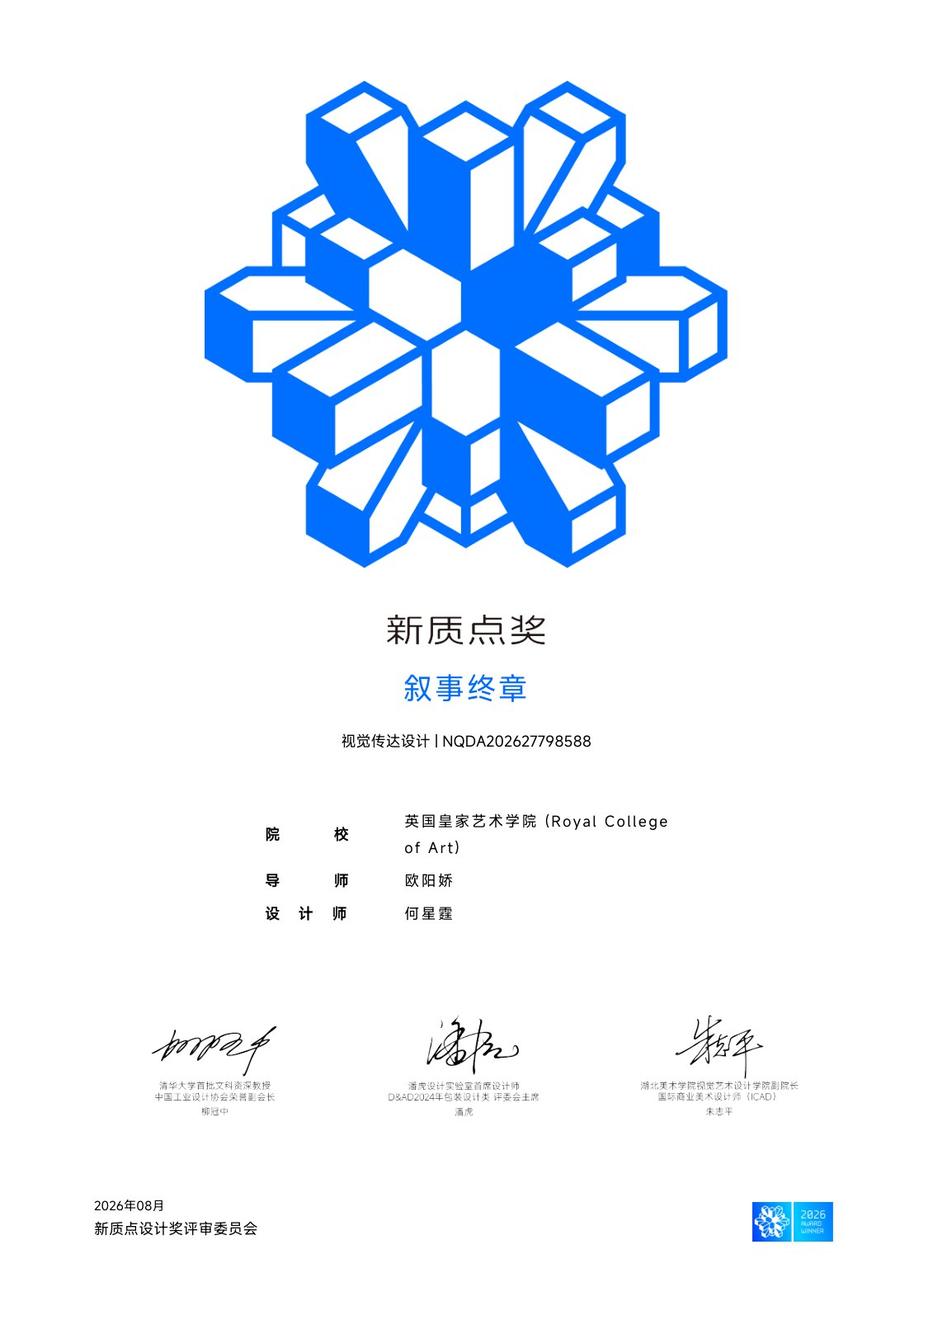 新质点奖
叙事终章
视觉传达设计 | NQDA202627798588
院 校 英国皇家艺术学院 (Royal College
of Art)
导 师 欧阳娇
设 计 师 何星霆
潘虎
朱志平
清华大学首批文科资深教授
中国工业设计协会荣誉副会长
柳冠中
潘虎设计实验室首席设计师
D&AD2024年包装设计类 评委会主席
潘虎
湖北美术学院视觉艺术设计学院副院长
国际商业美术设计师（ICAD）
朱志平
2026年08月
新质点设计奖评审委员会
2026
AWARD
WINNER